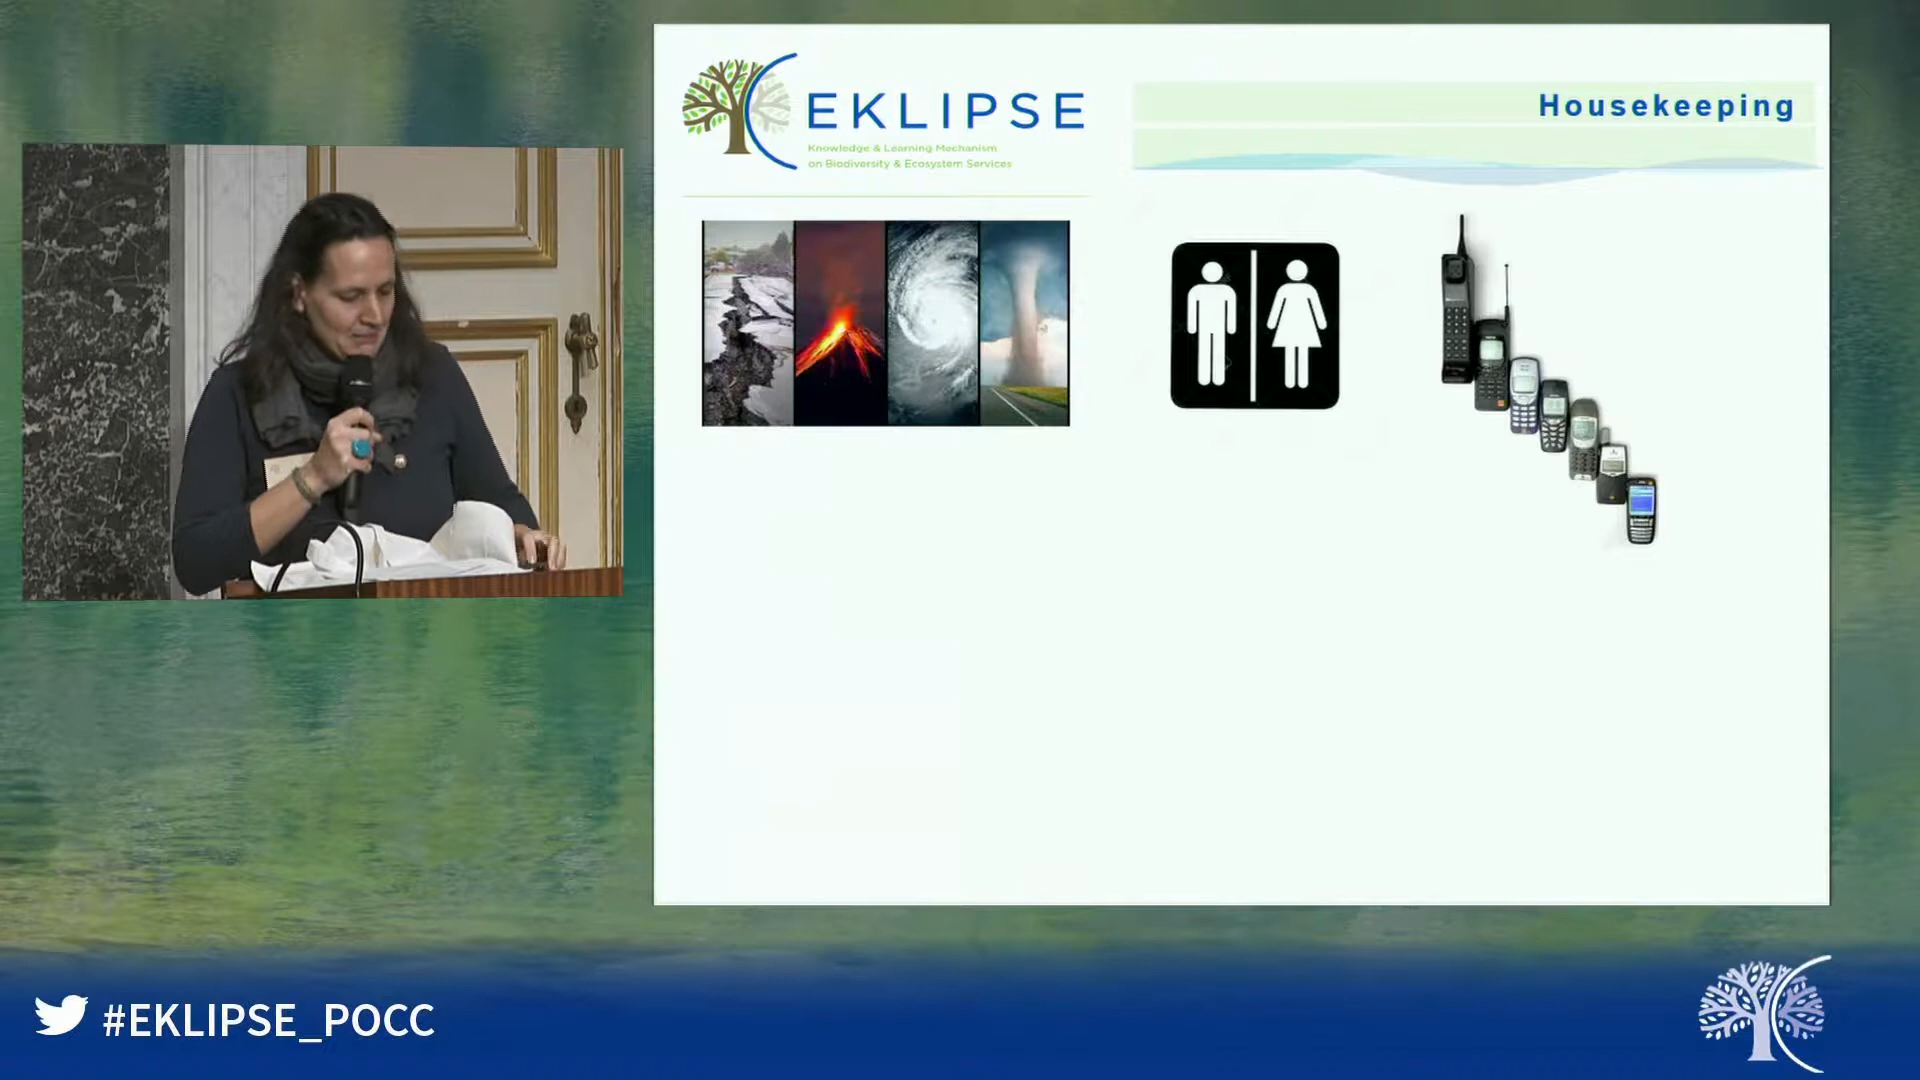 EKLIPSE
Knowledge & Learning Mechanism
on Biodiversity & Ecosystem Services
Housekeeping
#EKLIPSE_POCC